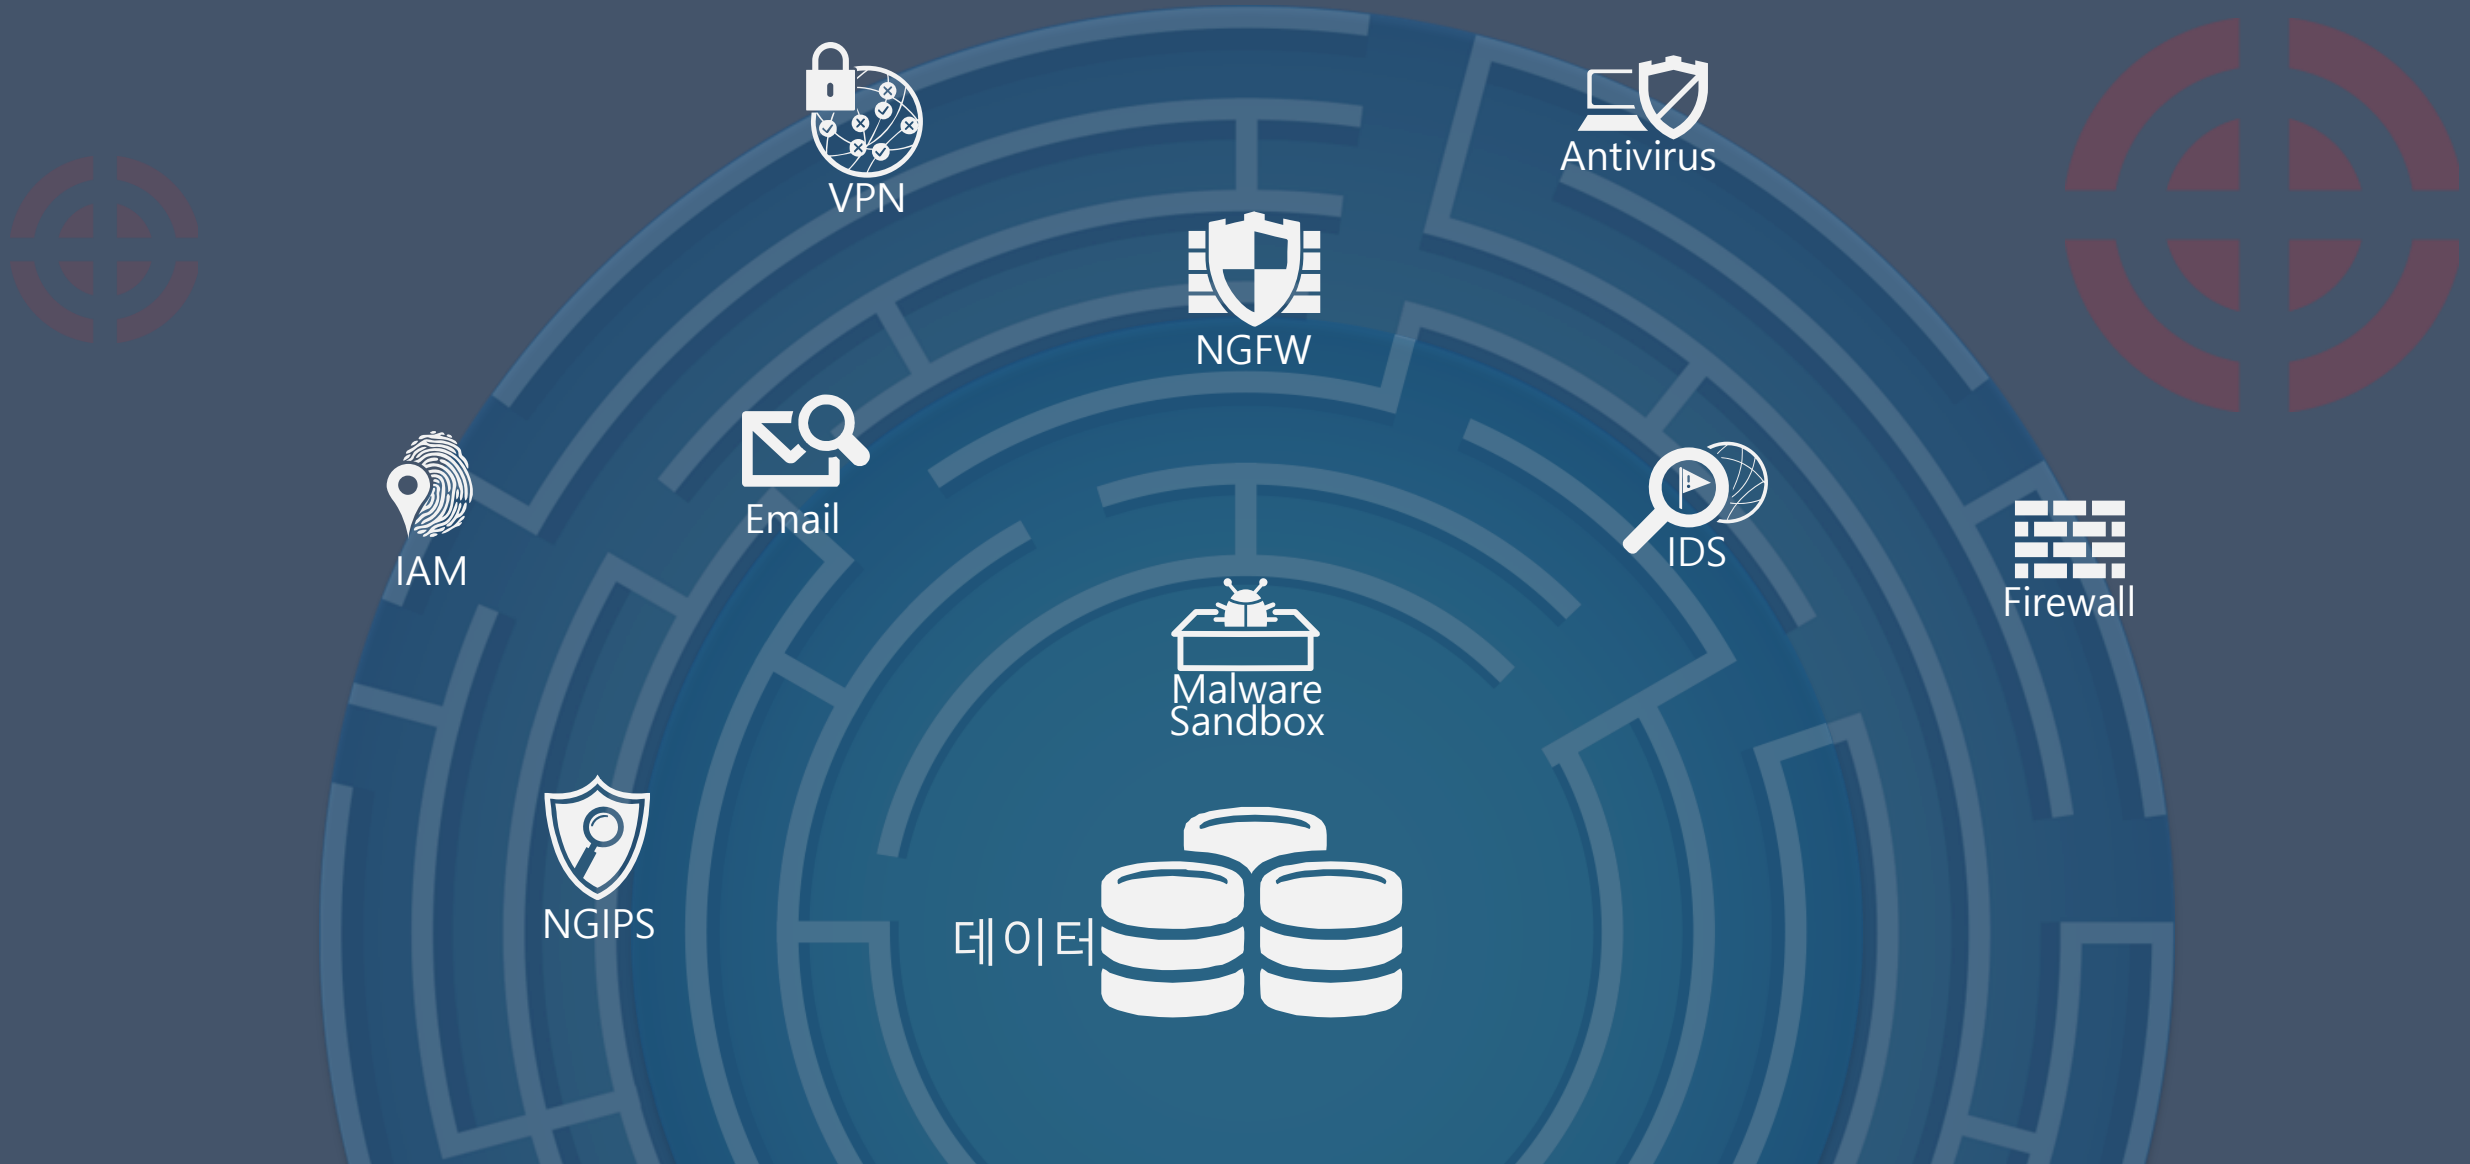 VPN
Antivirus
NGFW
Email
IAM
IDS
Firewall
Malware
Sandbox
NGIPS
데이터